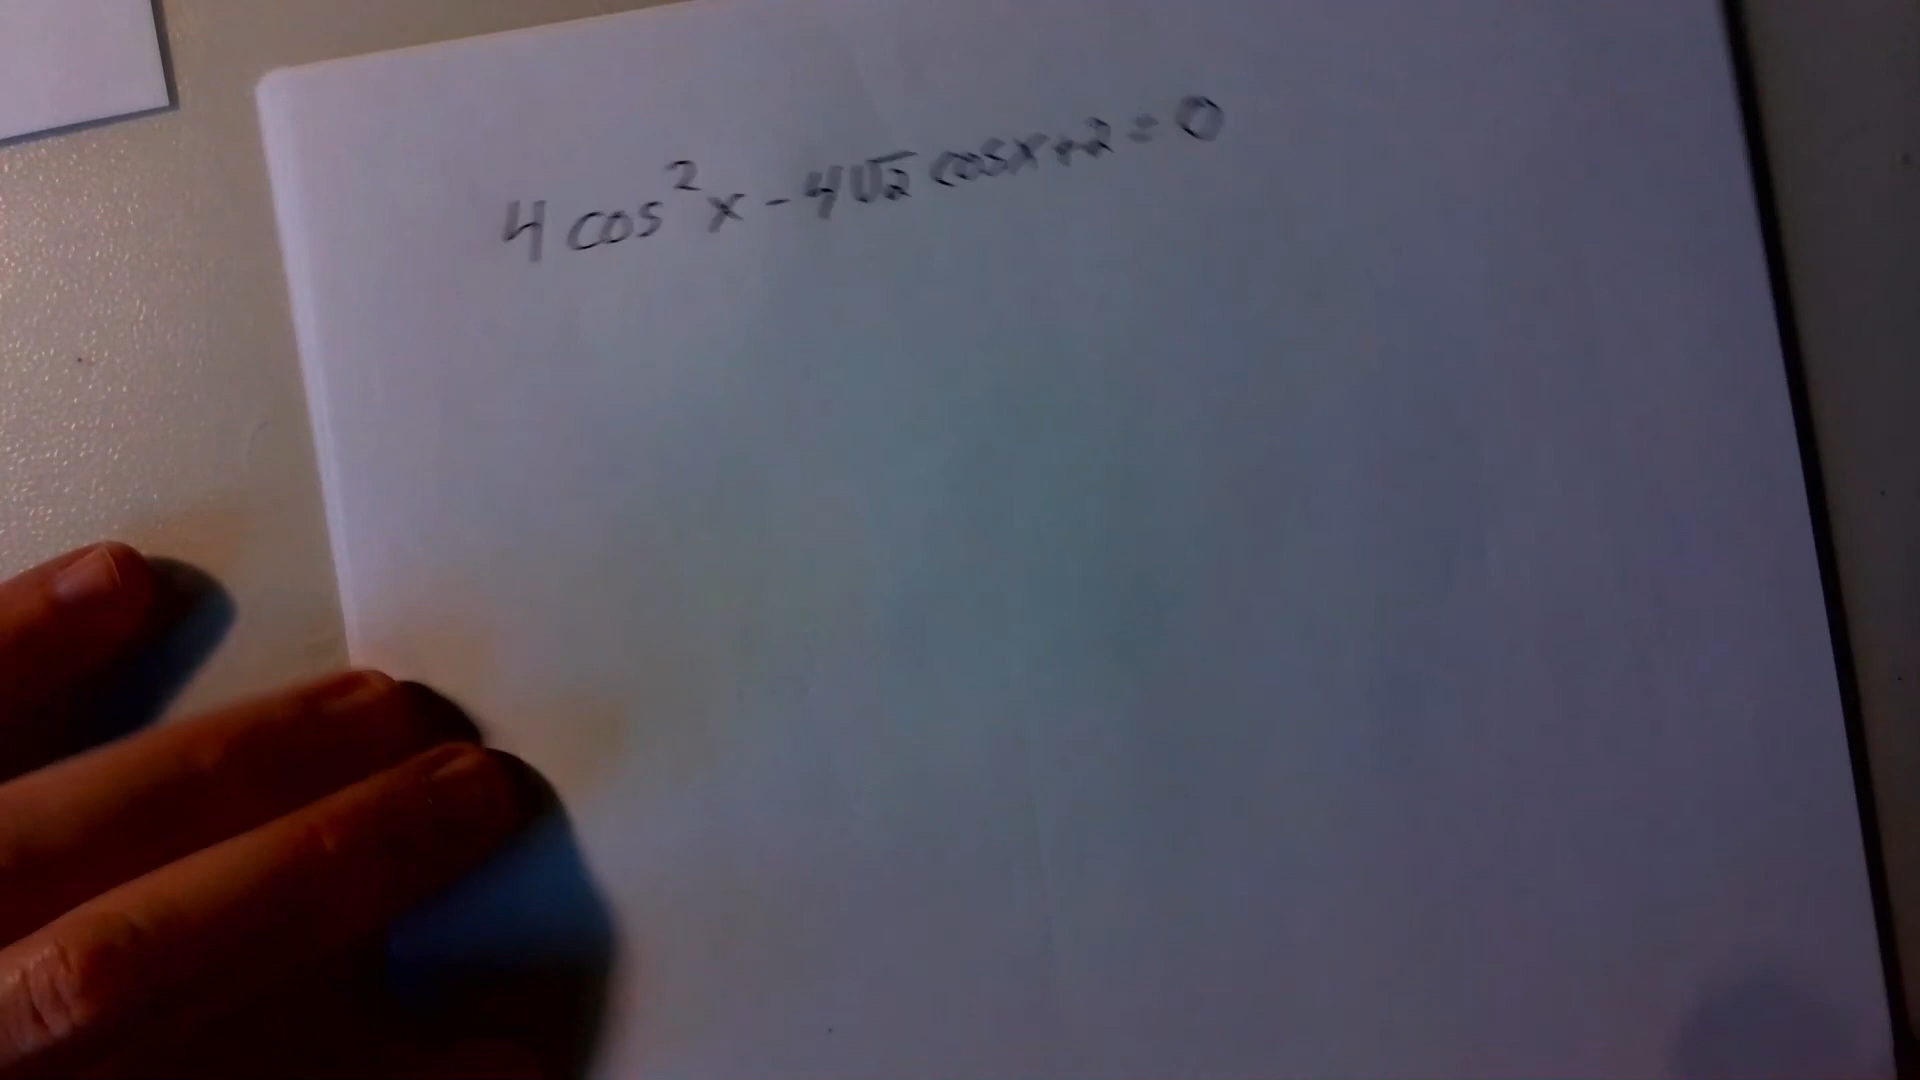 4 cos²x - 4√2 cosx + 2 = 0